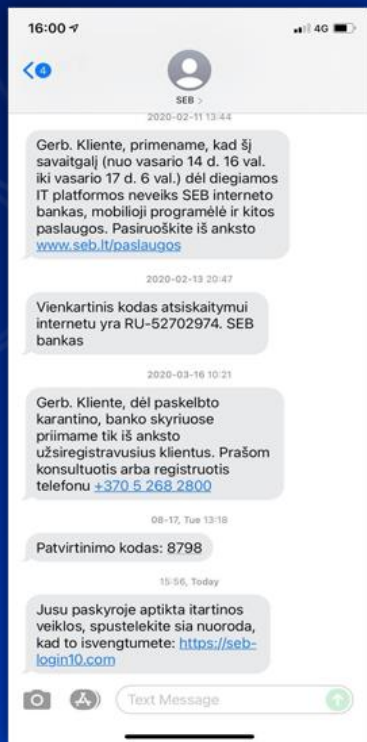 16:00
4G
4
SEB >
2020-02-11 13:44
Gerb. Kliente, primename, kad šį
savaitgalį (nuo vasario 14 d. 16 val.
iki vasario 17 d. 6 val.) dėl diegiamos
IT platformos neveiks SEB interneto
bankas, mobilioji programėlė ir kitos
paslaugos. Pasiruoškite iš anksto
www.seb.lt/paslaugos
2020-02-13 20:47
Vienkartinis kodas atsiskaitymui
internetu yra RU-52702974. SEB
bankas
2020-03-16 10:21
Gerb. Kliente, dėl paskelbto
karantino, banko skyriuose
priimame tik iš anksto
užsiregistravusius klientus. Prašom
konsultuotis arba registruotis
telefonu +370 5 268 2800
08-17, Tue 13:18
Patvirtinimo kodas: 8798
15:56, Today
Jusu paskyroje aptikta itartinos
veiklos, spustelekite sia nuoroda,
kad to isvengtumete: https://seb-
login10.com
Text Message